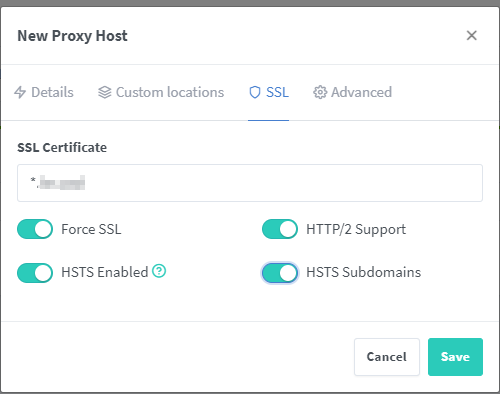 New Proxy Host
Details Custom locations SSL Advanced
SSL Certificate
*.
Force SSL HTTP/2 Support
HSTS Enabled HSTS Subdomains
Cancel Save